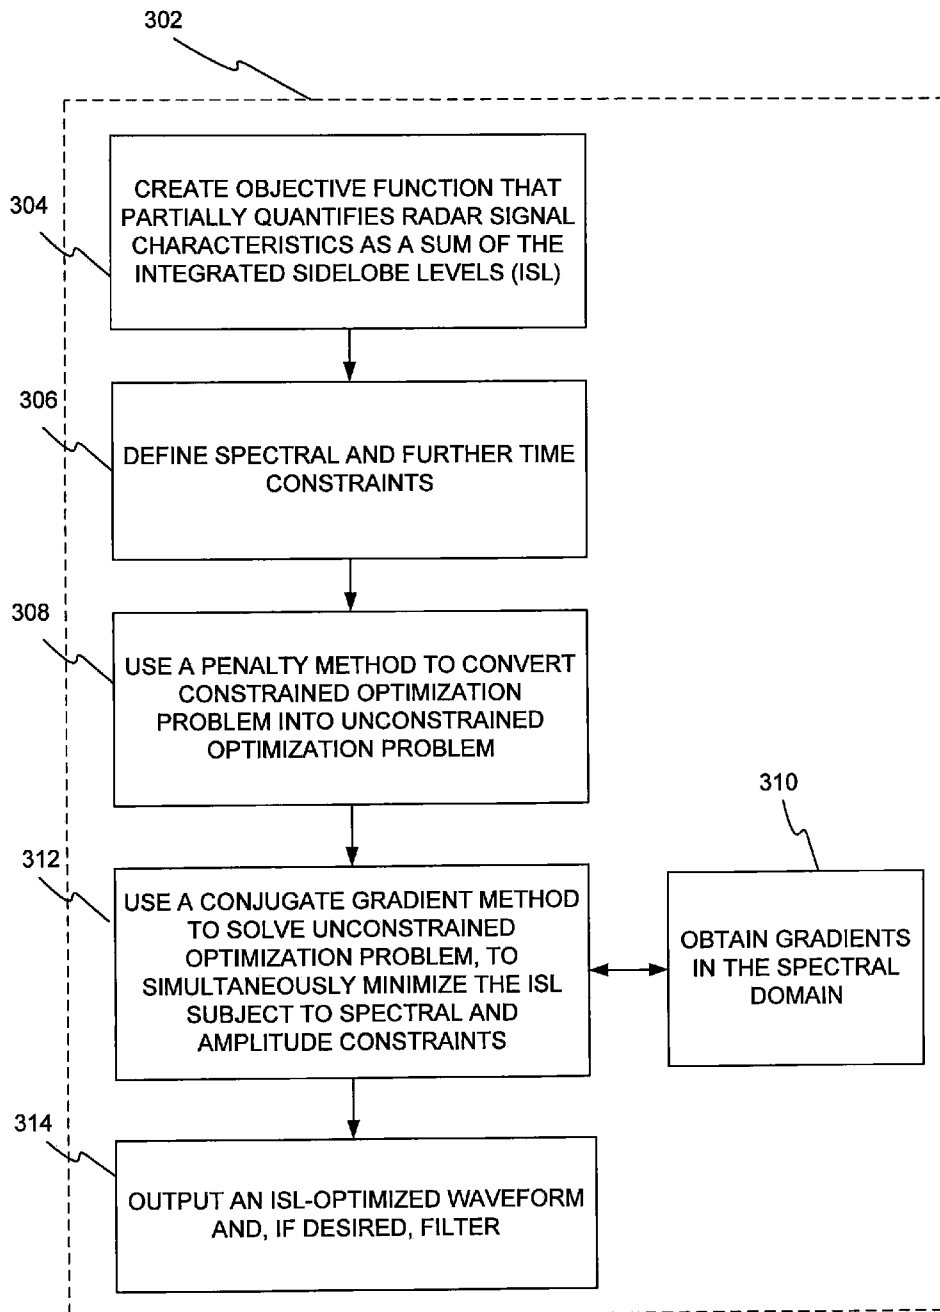 302
304
CREATE OBJECTIVE FUNCTION THAT
PARTIALLY QUANTIFIES RADAR SIGNAL
CHARACTERISTICS AS A SUM OF THE
INTEGRATED SIDELOBE LEVELS (ISL)
306
DEFINE SPECTRAL AND FURTHER TIME
CONSTRAINTS
308
USE A PENALTY METHOD TO CONVERT
CONSTRAINED OPTIMIZATION
PROBLEM INTO UNCONSTRAINED
OPTIMIZATION PROBLEM
310
312
USE A CONJUGATE GRADIENT METHOD
TO SOLVE UNCONSTRAINED
OPTIMIZATION PROBLEM, TO
SIMULTANEOUSLY MINIMIZE THE ISL
SUBJECT TO SPECTRAL AND
AMPLITUDE CONSTRAINTS
OBTAIN GRADIENTS
IN THE SPECTRAL
DOMAIN
314
OUTPUT AN ISL-OPTIMIZED WAVEFORM
AND, IF DESIRED, FILTER